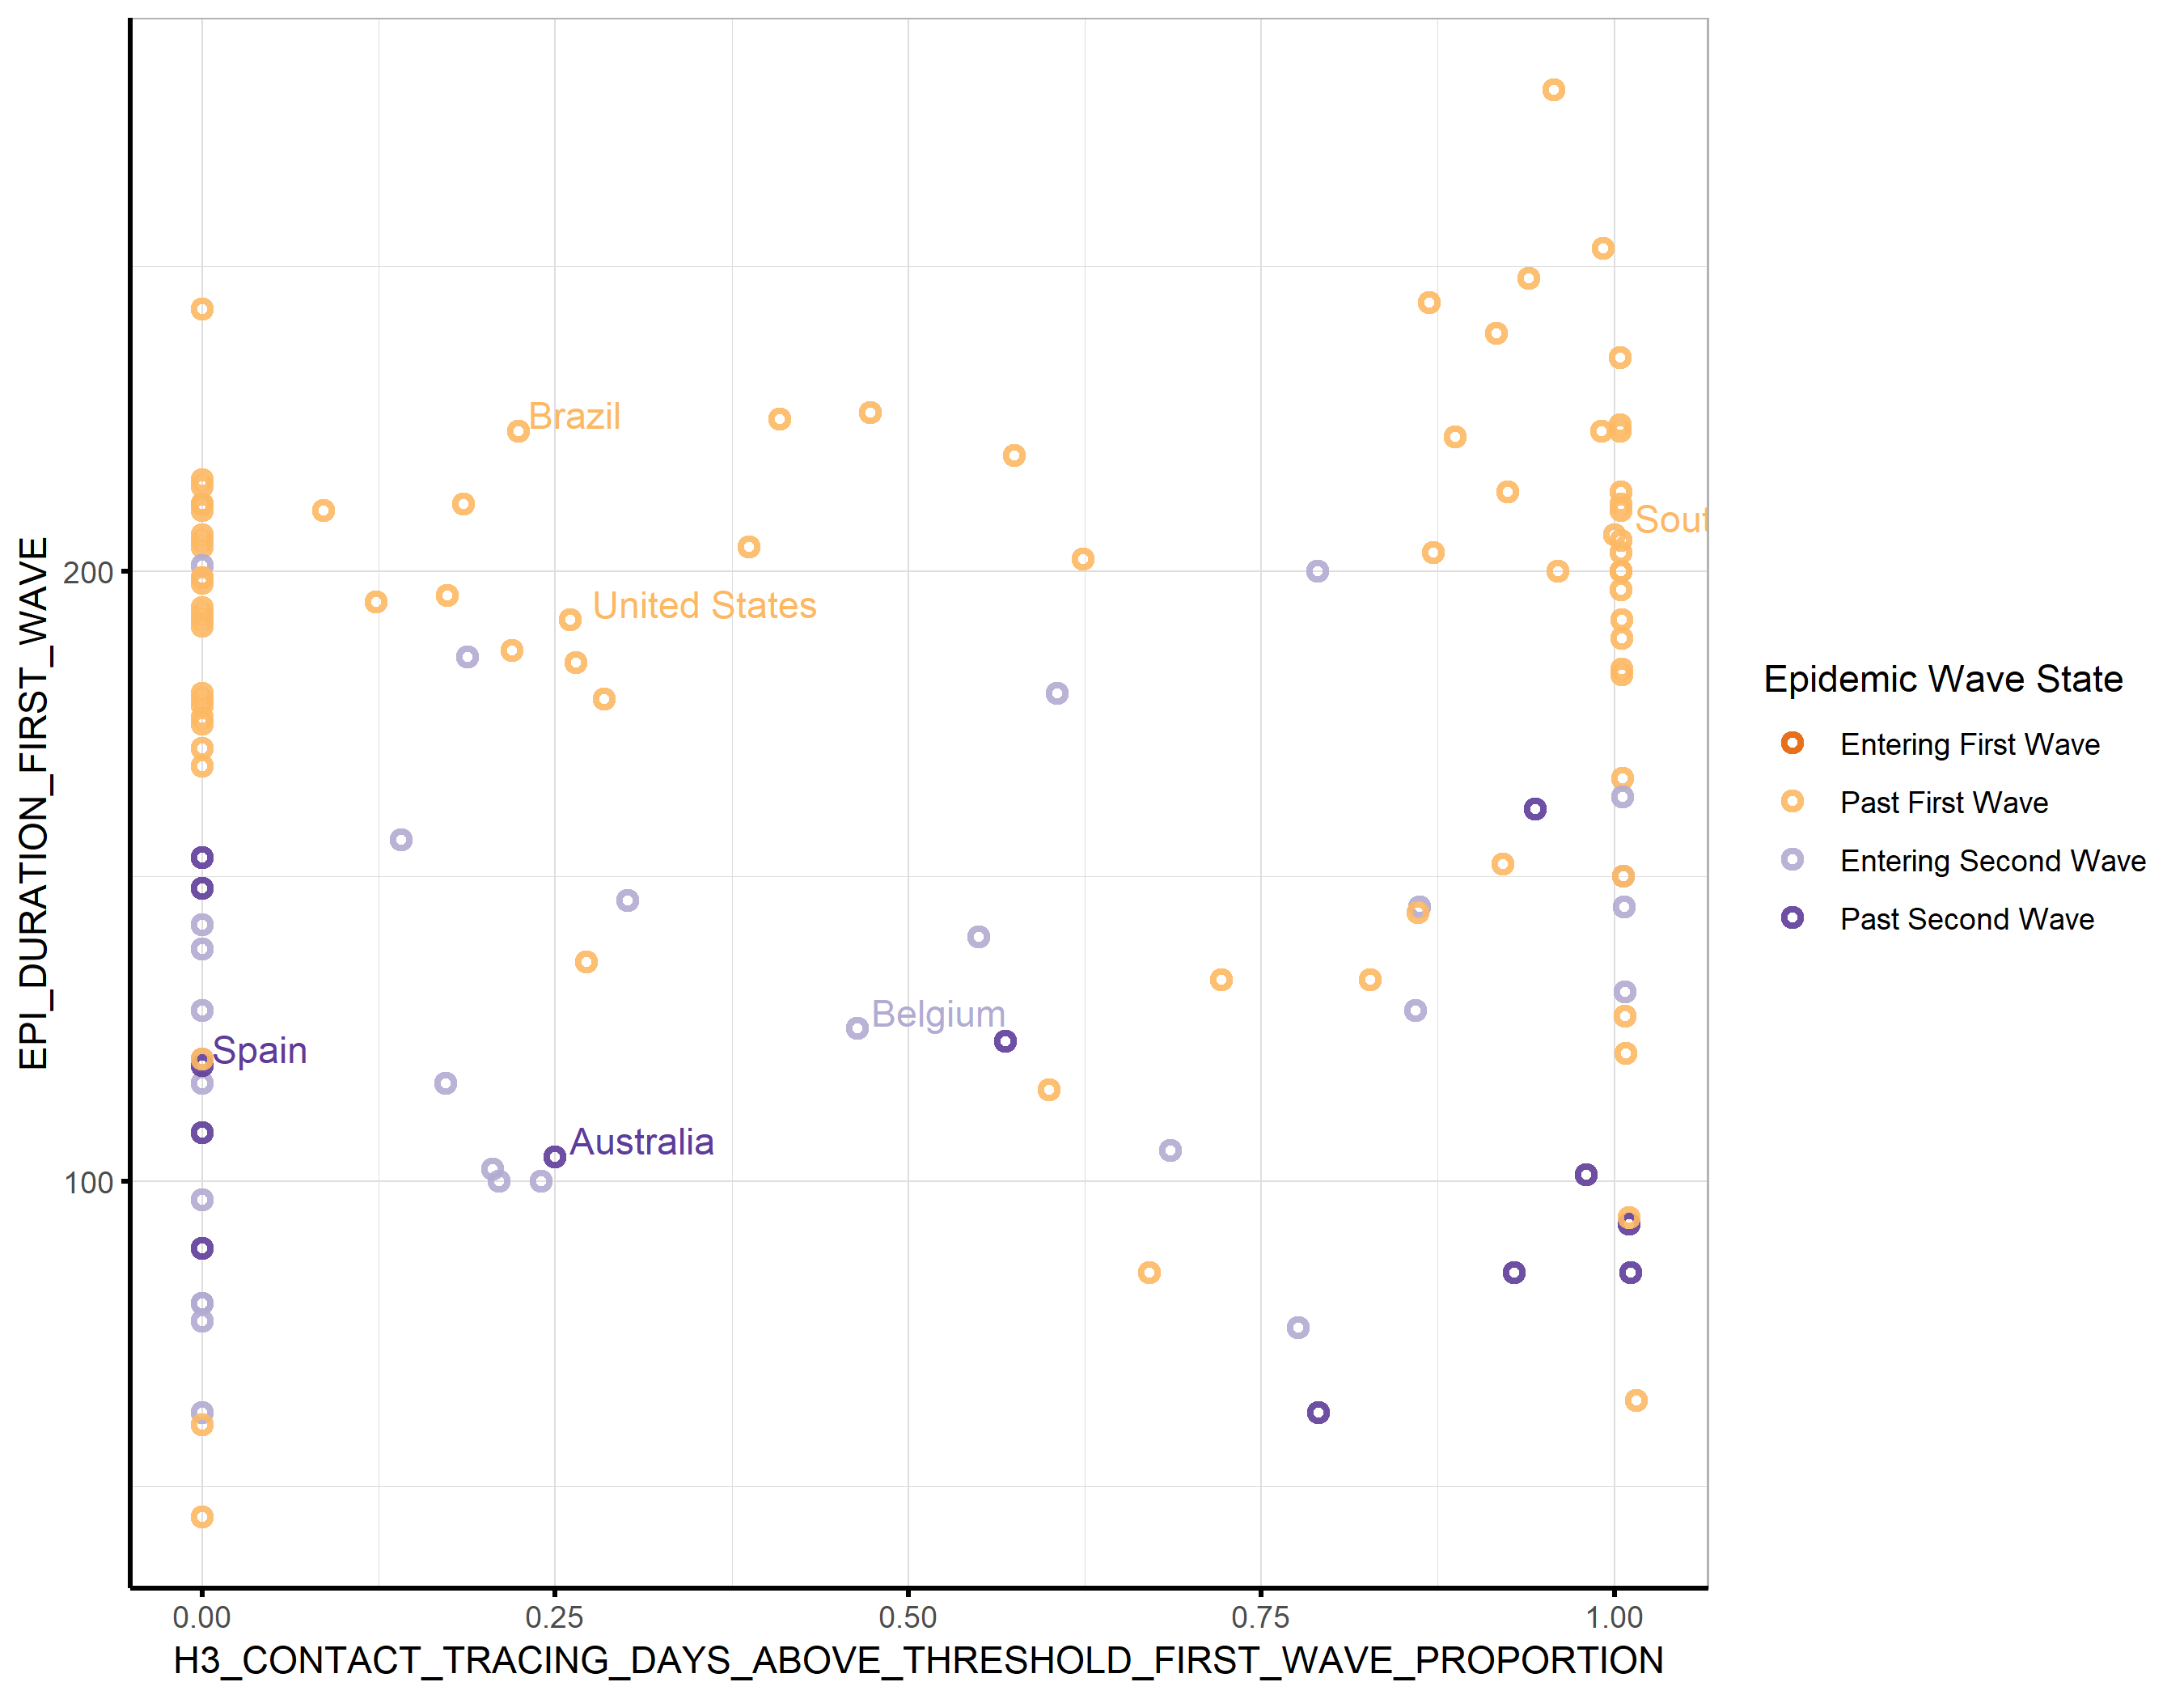 Brazil
Sout
United States
Belgium
Spain
Australia
200
100
EPI_DURATION_FIRST_WAVE
0.00 0.25 0.50 0.75 1.00
H3_CONTACT_TRACING_DAYS_ABOVE_THRESHOLD_FIRST_WAVE_PROPORTION
Epidemic Wave State
Entering First Wave
Past First Wave
Entering Second Wave
Past Second Wave